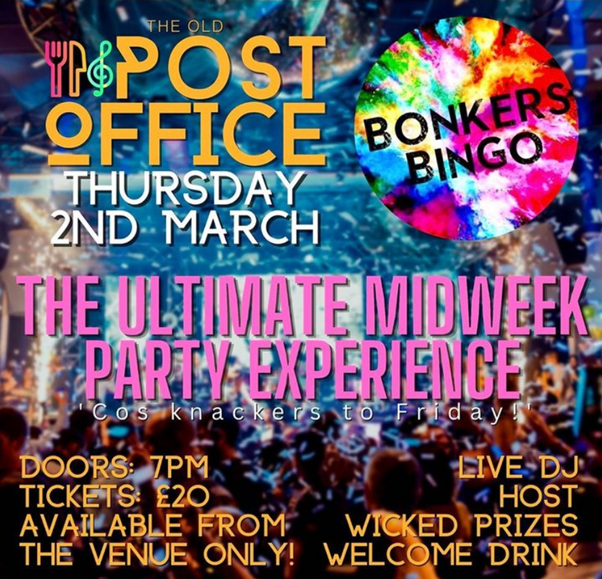 THE OLD
POST
OFFICE
THURSDAY
2ND MARCH
BONKERS
BINGO
THE ULTIMATE MIDWEEK
PARTY EXPERIENCE
'Cos knackers to Friday!'
DOORS: 7PM
TICKETS: £20
AVAILABLE FROM
THE VENUE ONLY!
LIVE DJ
HOST
WICKED PRIZES
WELCOME DRINK